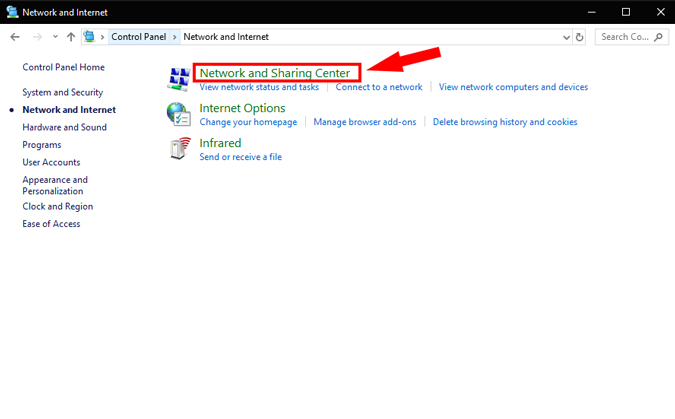 Network and Internet
Control Panel > Network and Internet
Search Co...
Control Panel Home
System and Security
Network and Internet
Hardware and Sound
Programs
User Accounts
Appearance and
Personalization
Clock and Region
Ease of Access
Network and Sharing Center
View network status and tasks | Connect to a network | View network computers and devices
Internet Options
Change your homepage | Manage browser add-ons | Delete browsing history and cookies
Infrared
Send or receive a file